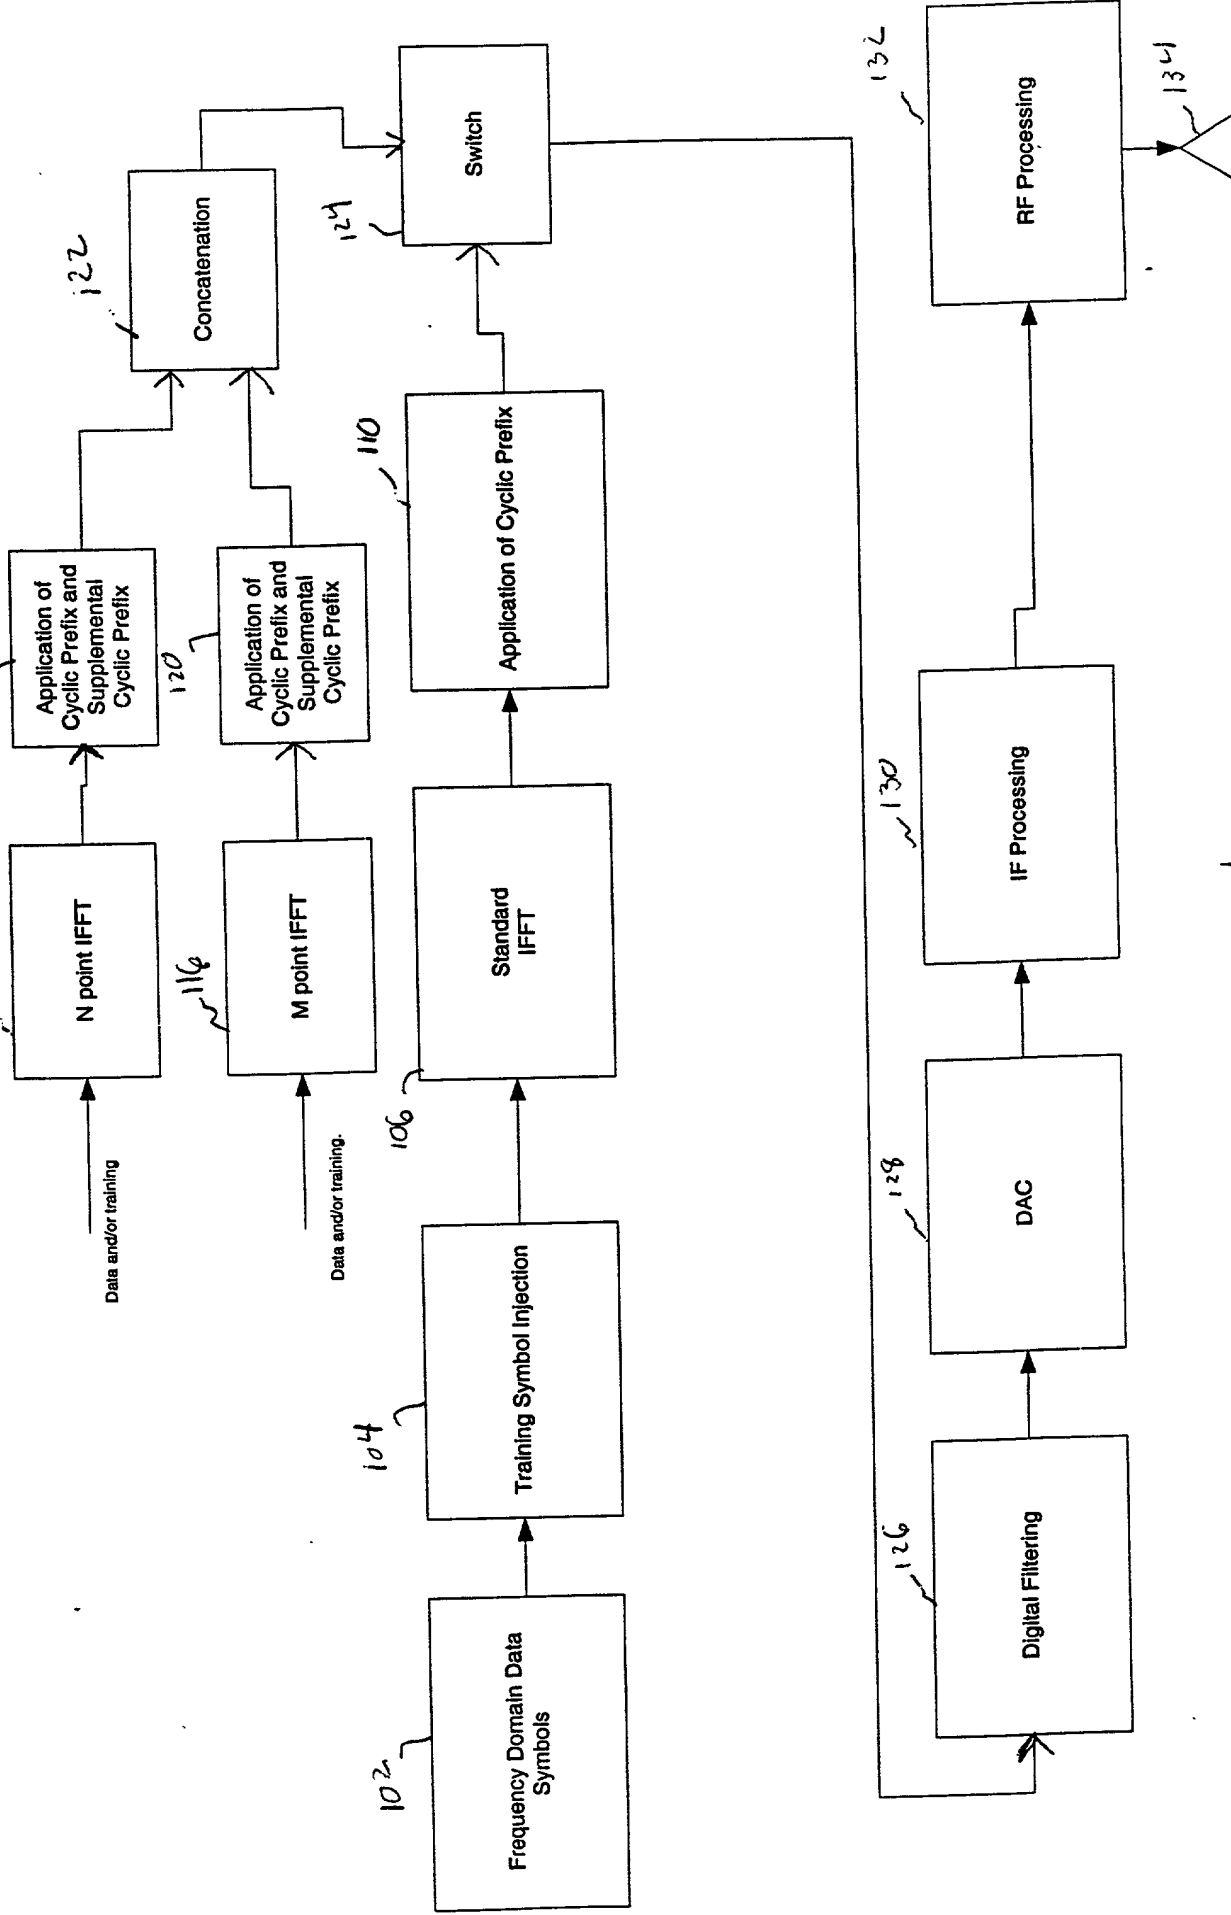 Data and/or training
N point IFFT
Application of
Cyclic Prefix and
Supplemental
Cyclic Prefix
Data and/or training.
116
M point IFFT
120
Application of
Cyclic Prefix and
Supplemental
Cyclic Prefix
122
Concatenation
102
Frequency Domain Data
Symbols
104
Training Symbol Injection
106
Standard
IFFT
110
Application of Cyclic Prefix
124
Switch
126
Digital Filtering
128
DAC
130
IF Processing
132
RF Processing
134